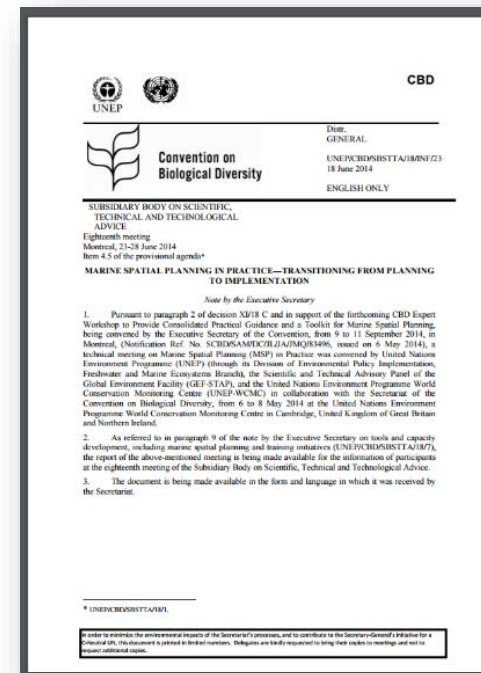 CBD
UNEP
Distr.
GENERAL
Convention on
Biological Diversity
UNEP/CBD/SBSTTA/18/INF/23
18 June 2014
ENGLISH ONLY
SUBSIDIARY BODY ON SCIENTIFIC,
TECHNICAL AND TECHNOLOGICAL
ADVICE
Eighteenth meeting
Montreal, 23-28 June 2014
Item 4.5 of the provisional agenda*
MARINE SPATIAL PLANNING IN PRACTICE—TRANSITIONING FROM PLANNING
TO IMPLEMENTATION
Note by the Executive Secretary
1. Pursuant to paragraph 2 of decision XI/18 C and in support of the forthcoming CBD Expert
Workshop to Provide Consolidated Practical Guidance and a Toolkit for Marine Spatial Planning,
being convened by the Executive Secretary of the Convention, from 9 to 11 September 2014, in
Montreal, (Notification Ref. No. SCBD/SAM/DC/JL/JA/JMQ/83496, issued on 6 May 2014), a
technical meeting on Marine Spatial Planning (MSP) in Practice was convened by United Nations
Environment Programme (UNEP) (through its Division of Environmental Policy Implementation,
Freshwater and Marine Ecosystems Branch), the Scientific and Technical Advisory Panel of the
Global Environment Facility (GEF-STAP), and the United Nations Environment Programme World
Conservation Monitoring Centre (UNEP-WCMC) in collaboration with the Secretariat of the
Convention on Biological Diversity, from 6 to 8 May 2014 at the United Nations Environment
Programme World Conservation Monitoring Centre in Cambridge, United Kingdom of Great Britain
and Northern Ireland.
2. As referred to in paragraph 9 of the note by the Executive Secretary on tools and capacity
development, including marine spatial planning and training initiatives (UNEP/CBD/SBSTTA/18/7),
the report of the above-mentioned meeting is being made available for the information of participants
at the eighteenth meeting of the Subsidiary Body on Scientific, Technical and Technological Advice.
3. The document is being made available in the form and language in which it was received by
the Secretariat.
* UNEP/CBD/SBSTTA/18/1.
In order to minimize the environmental impacts of the Secretariat's processes, and to contribute to the Secretary-General's initiative for a
C-Neutral UN, this document is printed in limited numbers. Delegates are kindly requested to bring their copies to meetings and not to
request additional copies.